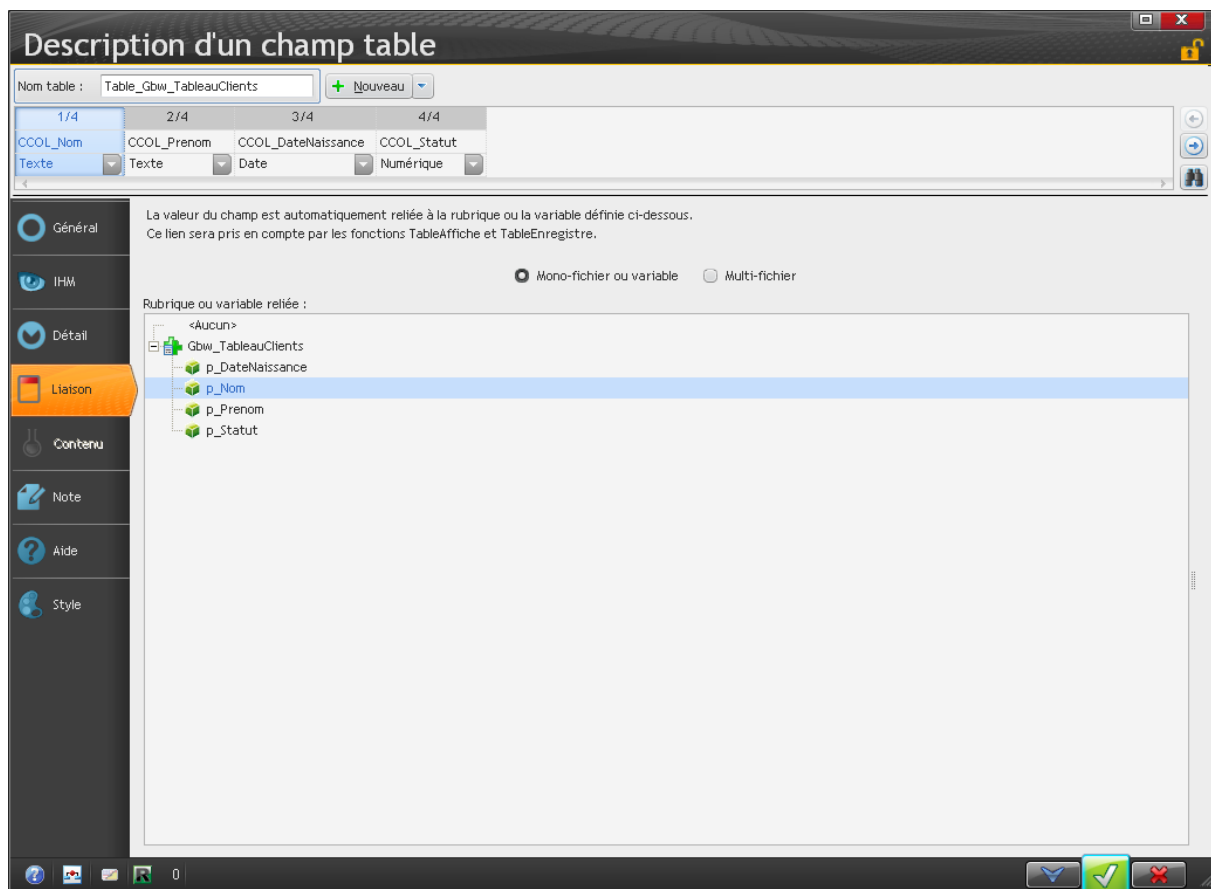 Description d'un champ table
Nom table : Table_Gbw_TableauClients Nouveau
1/4 2/4 3/4 4/4
CCOL_Nom CCOL_Prenom CCOL_DateNaissance CCOL_Statut
Texte Texte Date Numérique
La valeur du champ est automatiquement reliée à la rubrique ou la variable définie ci-dessous.
Ce lien sera pris en compte par les fonctions TableAffiche et TableEnregistre.
Mono-fichier ou variable Multi-fichier
Rubrique ou variable reliée :
<Aucun>
Gbw_TableauClients
p_DateNaissance
p_Nom
p_Prenom
p_Statut
Général
IHM
Détail
Liaison
Contenu
Note
Aide
Style
R 0